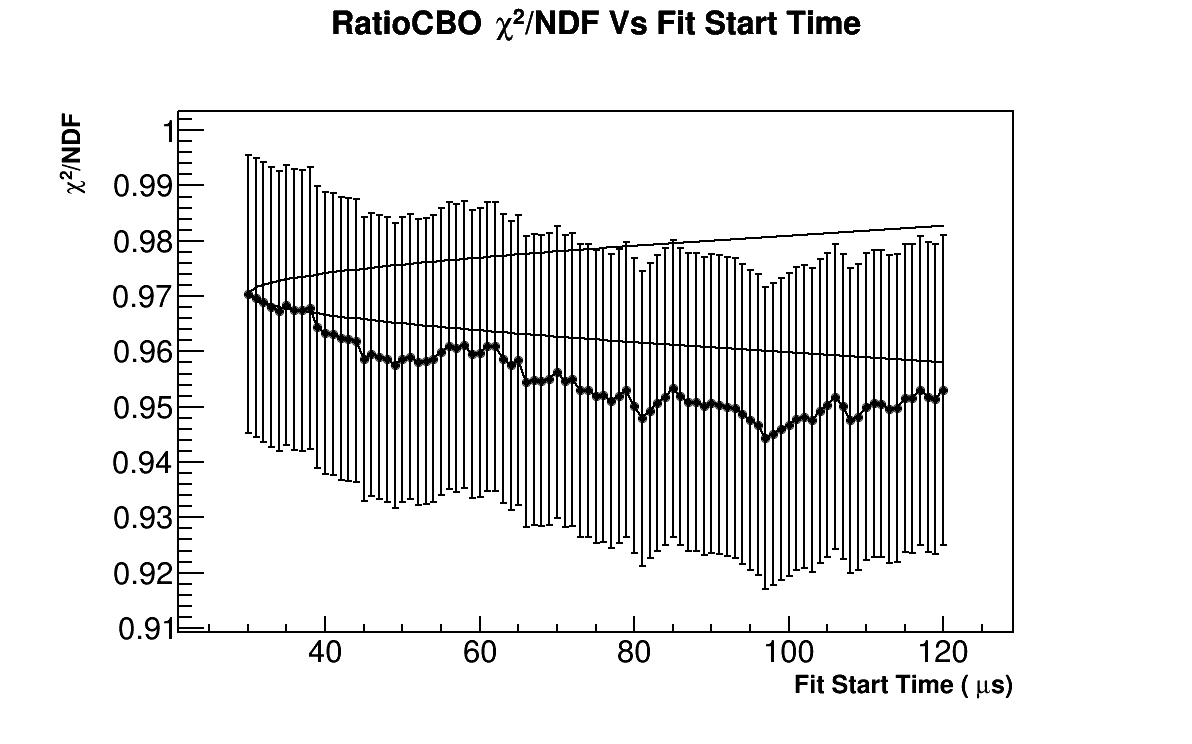 RatioCBO χ²/NDF Vs Fit Start Time
χ²/NDF
1
0.99
0.98
0.97
0.96
0.95
0.94
0.93
0.92
0.91
40 60 80 100 120
Fit Start Time ( μs)